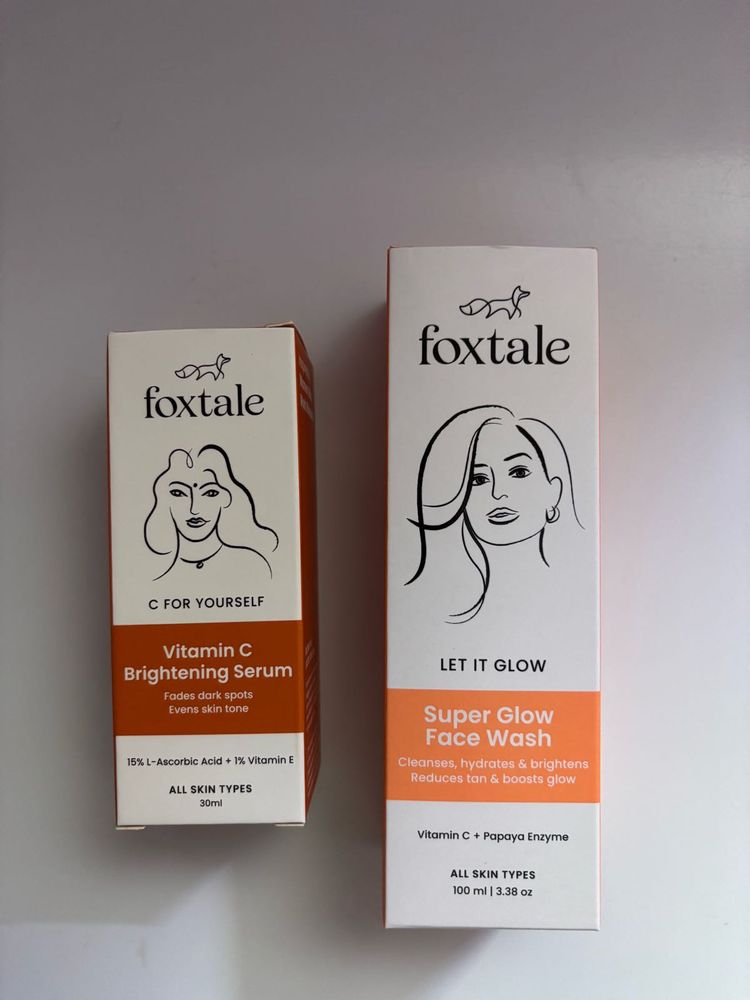 foxtale
C FOR YOURSELF
Vitamin C
Brightening Serum
Fades dark spots
Evens skin tone
15% L-Ascorbic Acid + 1% Vitamin E
ALL SKIN TYPES
30ml
foxtale
LET IT GLOW
Super Glow
Face Wash
Cleanses, hydrates & brightens
Reduces tan & boosts glow
Vitamin C + Papaya Enzyme
ALL SKIN TYPES
100 ml | 3.38 oz